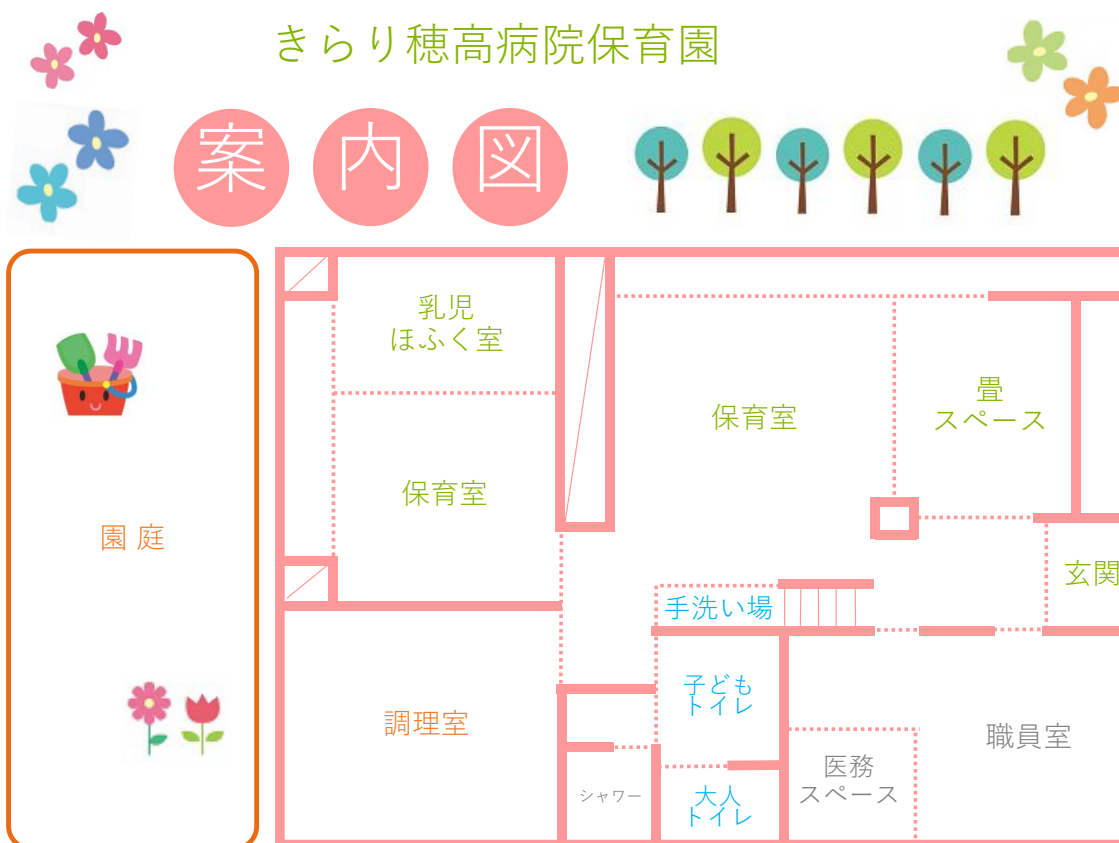 きらり穂高病院保育園
案内図
乳児
ほふく室
保育室
保育室
畳
スペース
園庭
玄関
手洗い場
子ども
トイレ
調理室
職員室
医務
スペース
シャワー
大人
トイレ